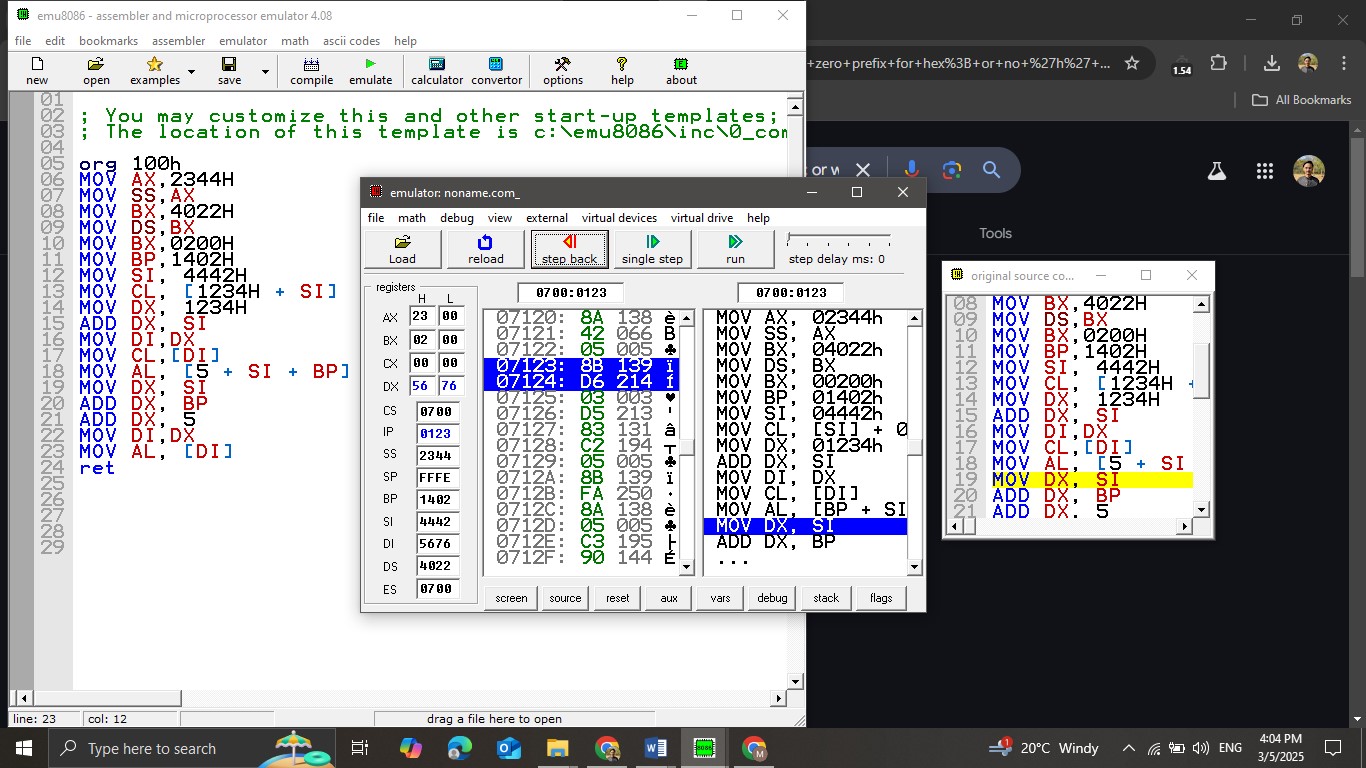 emu8086 - assembler and microprocessor emulator 4.08
file edit bookmarks assembler emulator math ascii codes help
new open examples save compile emulate calculator convertor options help about
01
02 ; You may customize this and other start-up templates;
03 ; The location of this template is c:\emu8086\inc\0_com
04
05 org 100h
06 MOV AX,2344H
07 MOV SS,AX
08 MOV BX,4022H
09 MOV DS,BX
10 MOV BX,0200H
11 MOV BP,1402H
12 MOV SI, 4442H
13 MOV CL, [1234H + SI]
14 MOV DX, 1234H
15 ADD DX, SI
16 MOV DI,DX
17 MOV CL,[DI]
18 MOV AL, [5 + SI + BP]
19 MOV DX, SI
20 ADD DX, BP
21 ADD DX, 5
22 MOV DI,DX
23 MOV AL, [DI]
24 ret
25
26
27
28
29
line: 23 col: 12 drag a file here to open
emulator: noname.com_
file math debug view external virtual devices virtual drive help
Load reload step back single step run step delay ms: 0
registers
H L
AX 23 00
BX 02 00
CX 00 00
DX 56 76
CS 0700
IP 0123
SS 2344
SP FFFE
BP 1402
SI 4442
DI 5676
DS 4022
ES 0700
0700:0123
07120: 8A 138 è
07121: 42 066 B
07122: 05 005 ♣
07123: 8B 139 ï
07124: D6 214
07125: 03 003 ♥
07126: D5 213
07127: 83 131 â
07128: C2 194 ┬
07129: 05 005 ♣
0712A: 8B 139 ï
0712B: FA 250 ·
0712C: 8A 138 è
0712D: 05 005 ♣
0712E: C3 195 ├
0712F: 90 144 É
0700:0123
MOV AX, 02344h
MOV SS, AX
MOV BX, 04022h
MOV DS, BX
MOV BX, 00200h
MOV BP, 01402h
MOV SI, 04442h
MOV CL, [SI] + 0
MOV DX, 01234h
ADD DX, SI
MOV DI, DX
MOV CL, [DI]
MOV AL, [BP + SI
MOV DX, SI
ADD DX, BP
...
screen source reset aux vars debug stack flags
original source co...
08 MOV BX,4022H
09 MOV DS,BX
10 MOV BX,0200H
11 MOV BP,1402H
12 MOV SI, 4442H
13 MOV CL, [1234H +
14 MOV DX, 1234H
15 ADD DX, SI
16 MOV DI,DX
17 MOV CL,[DI]
18 MOV AL, [5 + SI
19 MOV DX, SI
20 ADD DX, BP
21 ADD DX, 5
+zero+prefix+for+hex%3B+or+no+%27h%27+...
1.54
All Bookmarks
or w
Tools
Type here to search
20°C Windy
ENG
4:04 PM
3/5/2025